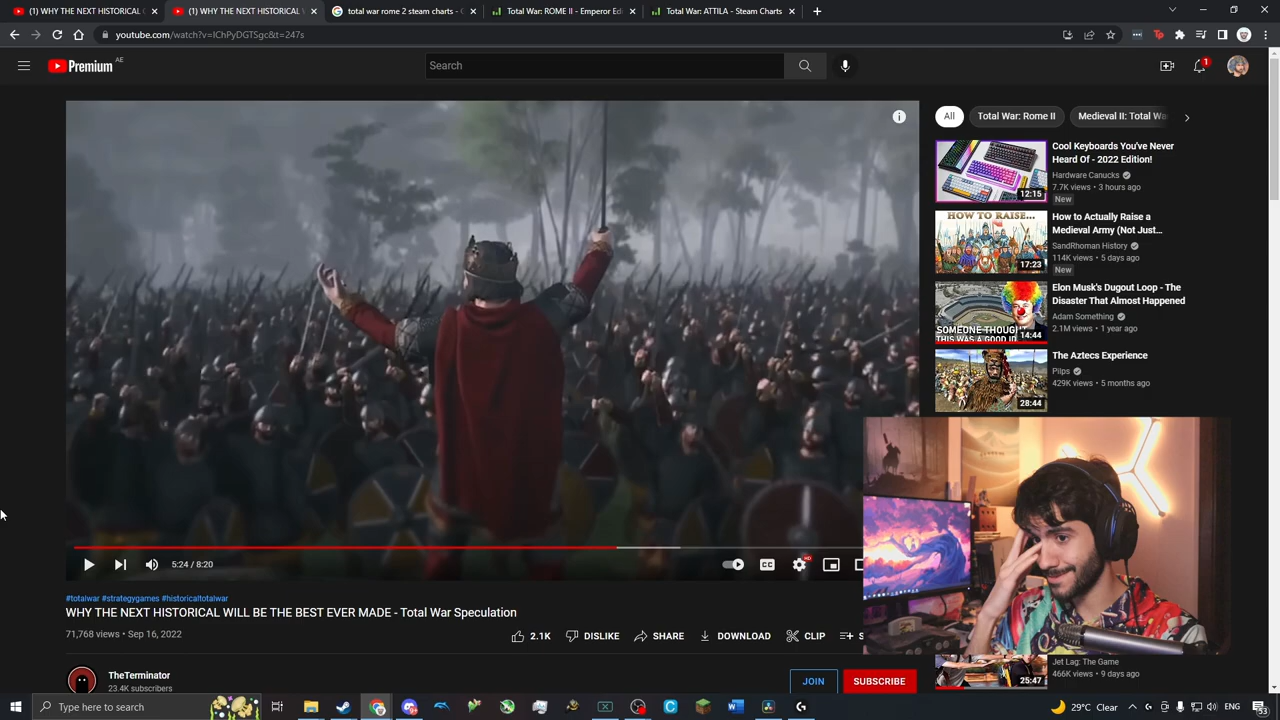 (1) WHY THE NEXT HISTORICAL
(1) WHY THE NEXT HISTORICAL
total war rome 2 steam charts -
Total War: ROME II - Emperor Ed
Total War: ATTILA - Steam Charts
youtube.com/watch?v=IChPyDGTSgc&t=247s
Premium
AE
Search
1
All
Total War: Rome II
Medieval II: Total Wa
Cool Keyboards You've Never
Heard Of - 2022 Edition!
Hardware Canucks
7.7K views • 3 hours ago
New
12:15
HOW TO RAISE...
How to Actually Raise a
Medieval Army (Not Just…
SandRhoman History
114K views • 5 days ago
New
17:23
Elon Musk's Dugout Loop - The
Disaster That Almost Happened
Adam Something
2.1M views • 1 year ago
SOMEONE THOUG
THIS WAS A GOOD I
14:44
The Aztecs Experience
Pilps
429K views • 5 months ago
28:44
5:24 / 8:20
CC
HD
#totalwar #strategygames #historicaltotalwar
WHY THE NEXT HISTORICAL WILL BE THE BEST EVER MADE - Total War Speculation
71,768 views • Sep 16, 2022
2.1K
DISLIKE
SHARE
DOWNLOAD
CLIP
S
TheTerminator
23.4K subscribers
JOIN
SUBSCRIBE
Jet Lag: The Game
466K views • 9 days ago
25:47
Type here to search
29°C Clear
ENG